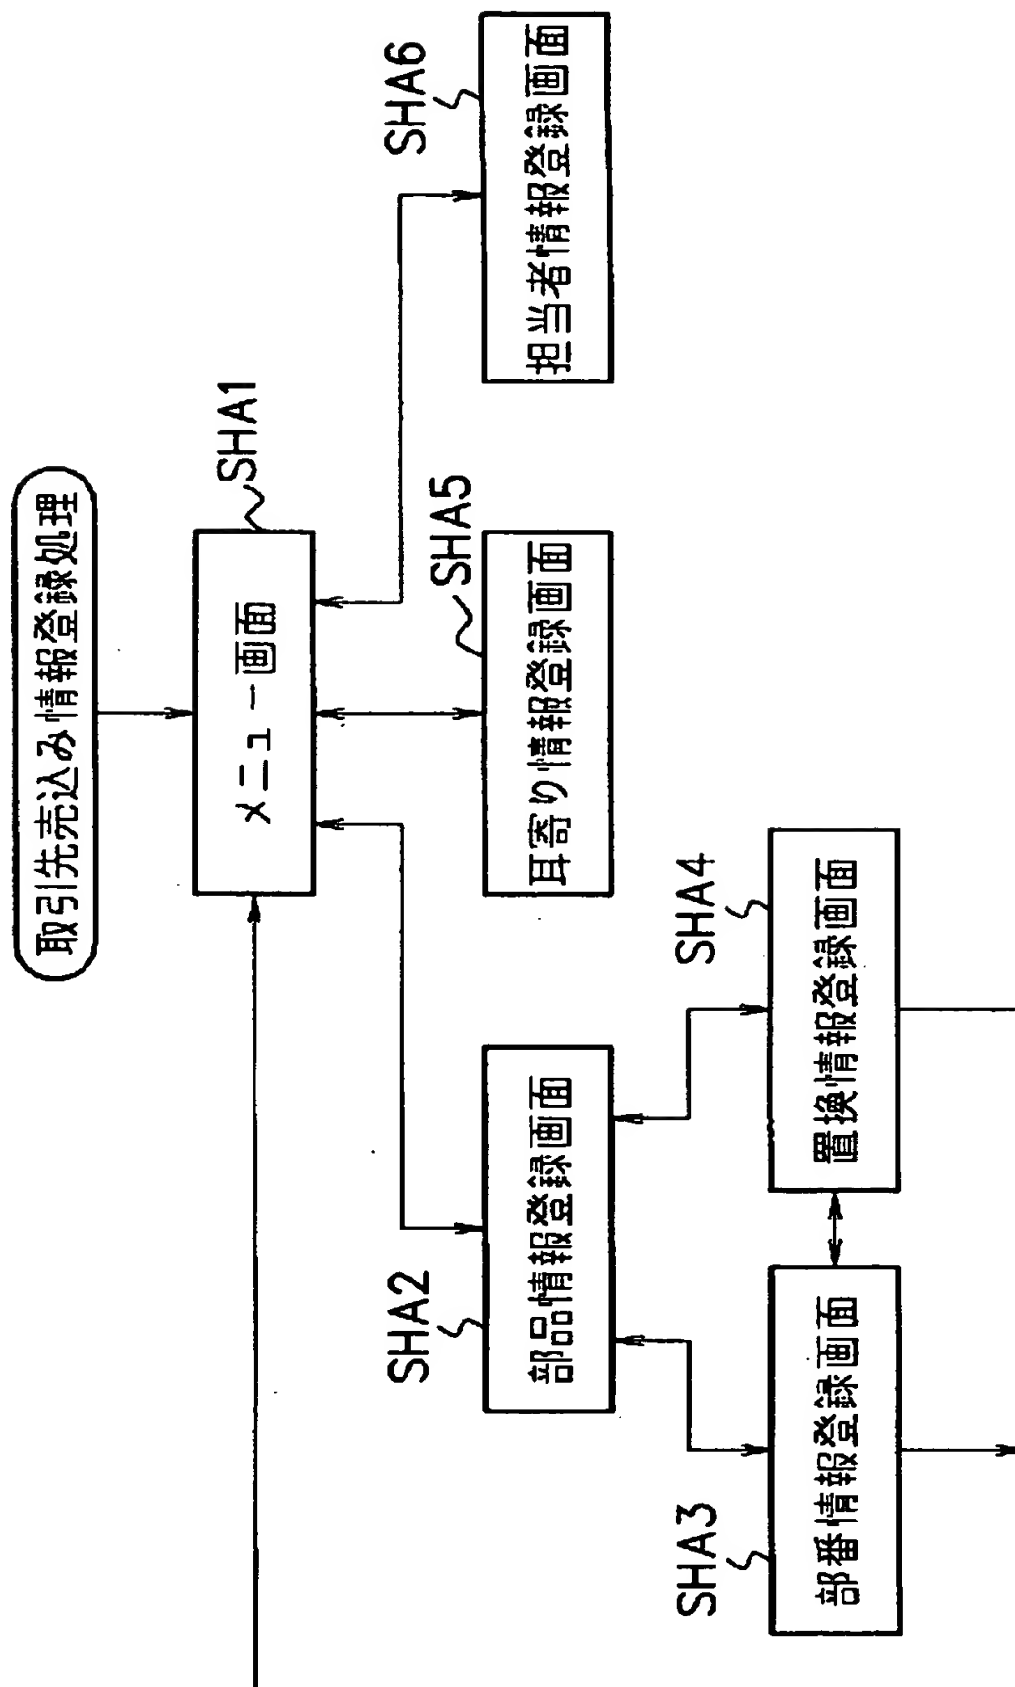 取引先売込み情報登録処理
SHA1
メニュー画面
SHA2
部品情報登録画面
SHA5
耳寄り情報登録画面
SHA6
担当者情報登録画面
SHA3
部番情報登録画面
SHA4
置換情報登録画面